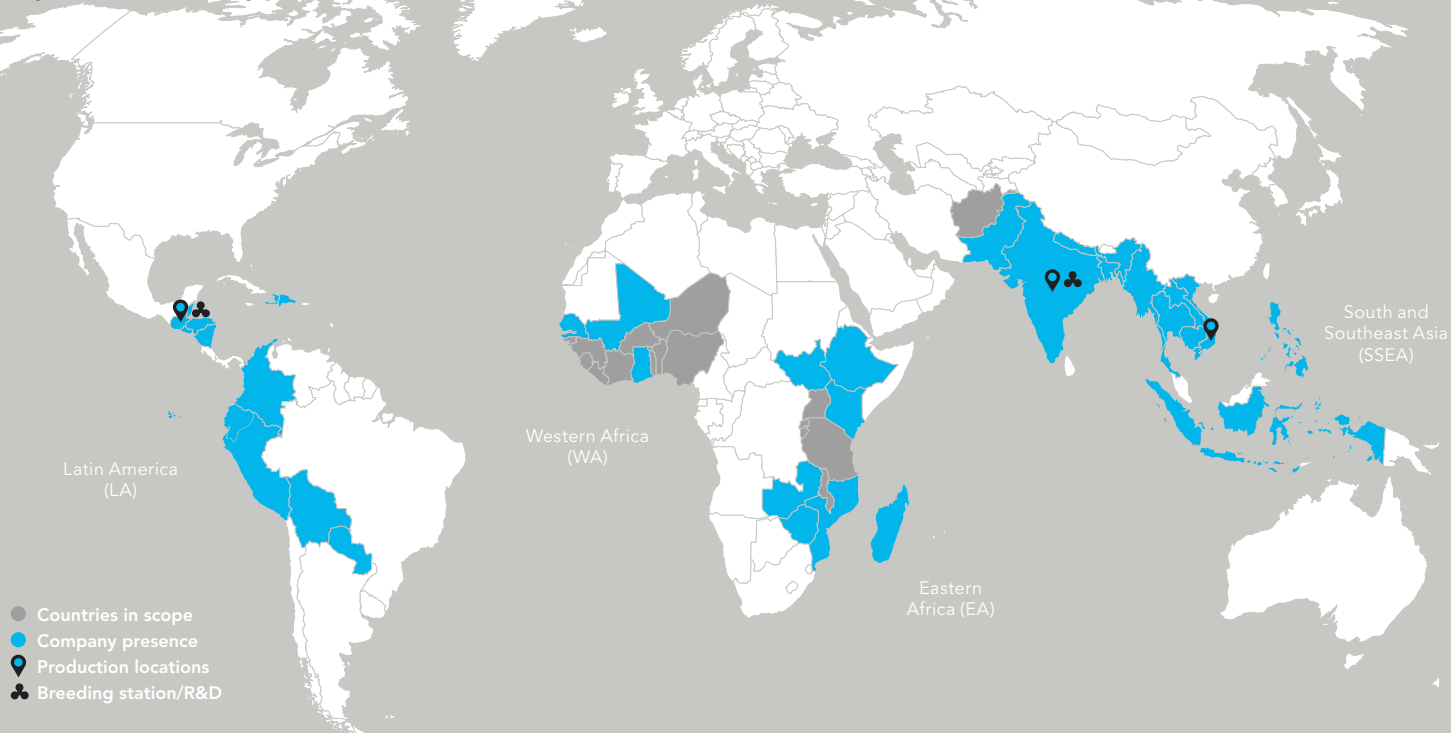 South and
Southeast Asia
(SSEA)
Western Africa
(WA)
Latin America
(LA)
Eastern
Africa (EA)
Countries in scope
Company presence
Production locations
Breeding station/R&D